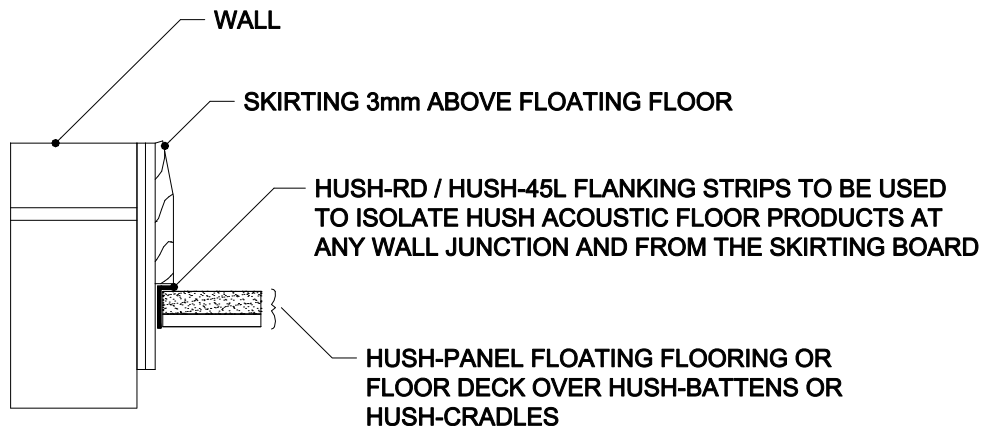 WALL
SKIRTING 3mm ABOVE FLOATING FLOOR
HUSH-RD / HUSH-45L FLANKING STRIPS TO BE USED
TO ISOLATE HUSH ACOUSTIC FLOOR PRODUCTS AT
ANY WALL JUNCTION AND FROM THE SKIRTING BOARD
HUSH-PANEL FLOATING FLOORING OR
FLOOR DECK OVER HUSH-BATTENS OR
HUSH-CRADLES